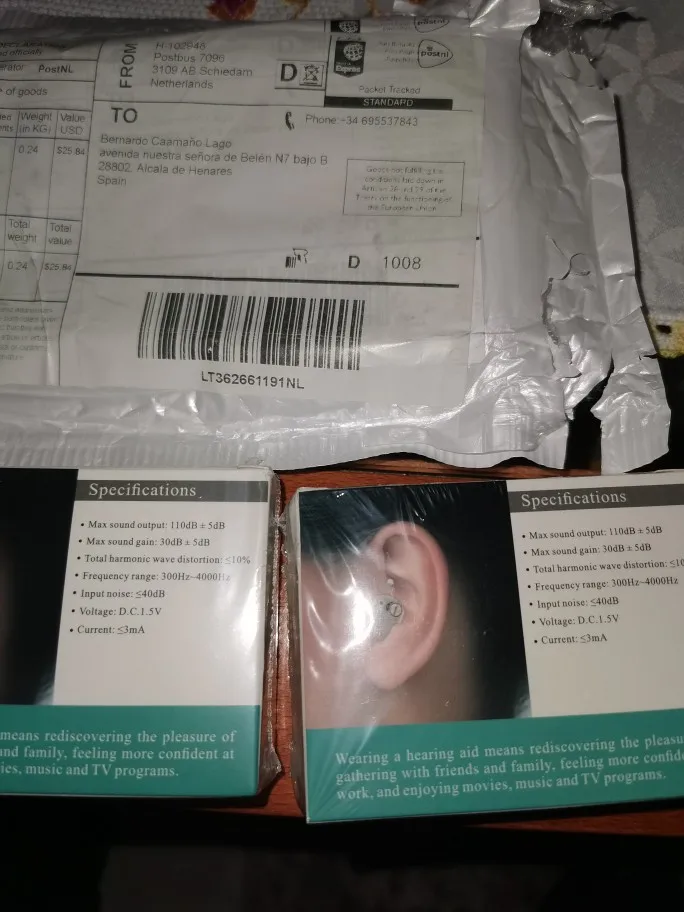 PostNL
of goods
Weight
(in KG)
Value
USD
0.24
$25.84
Total
weight
Total
value
0.24
$25.84
FROM
H-102946
Postbus 7096
3109 AB Schiedam
Netherlands
D
postnl
postnl
Packet Tracked
STANDARD
TO
Phone: +34 695537843
Bernardo Caamaño Lago
avenida nuestra señora de Belén N7 bajo B
28802, Alcala de Henares
Spain
D 1008
LT362661191NL
Specifications
• Max sound output: 110dB ± 5dB
• Max sound gain: 30dB ± 5dB
• Total harmonic wave distortion: ≤10%
• Frequency range: 300Hz~4000Hz
• Input noise: ≤40dB
• Voltage: D.C.1.5V
• Current: ≤3mA
means rediscovering the pleasure of
and family, feeling more confident at
music and TV programs.
Specifications
• Max sound output: 110dB ± 5dB
• Max sound gain: 30dB ± 5dB
• Total harmonic wave distortion: ≤10
• Frequency range: 300Hz~4000Hz
• Input noise: ≤40dB
• Voltage: D.C.1.5V
• Current: ≤3mA
Wearing a hearing aid means rediscovering the pleasu
gathering with friends and family, feeling more confide
work, and enjoying movies, music and TV programs.